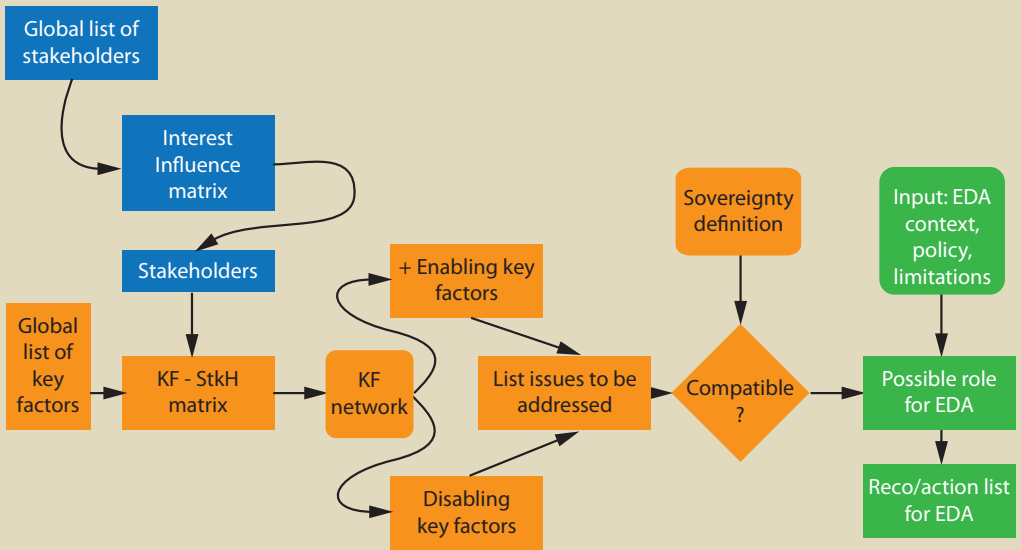 Global list of
stakeholders
Interest
Influence
matrix
Stakeholders
Global
list of
key
factors
KF - StkH
matrix
KF
network
+ Enabling key
factors
Disabling
key factors
List issues to be
addressed
Sovereignty
definition
Compatible
?
Input: EDA
context,
policy,
limitations
Possible role
for EDA
Reco/action list
for EDA